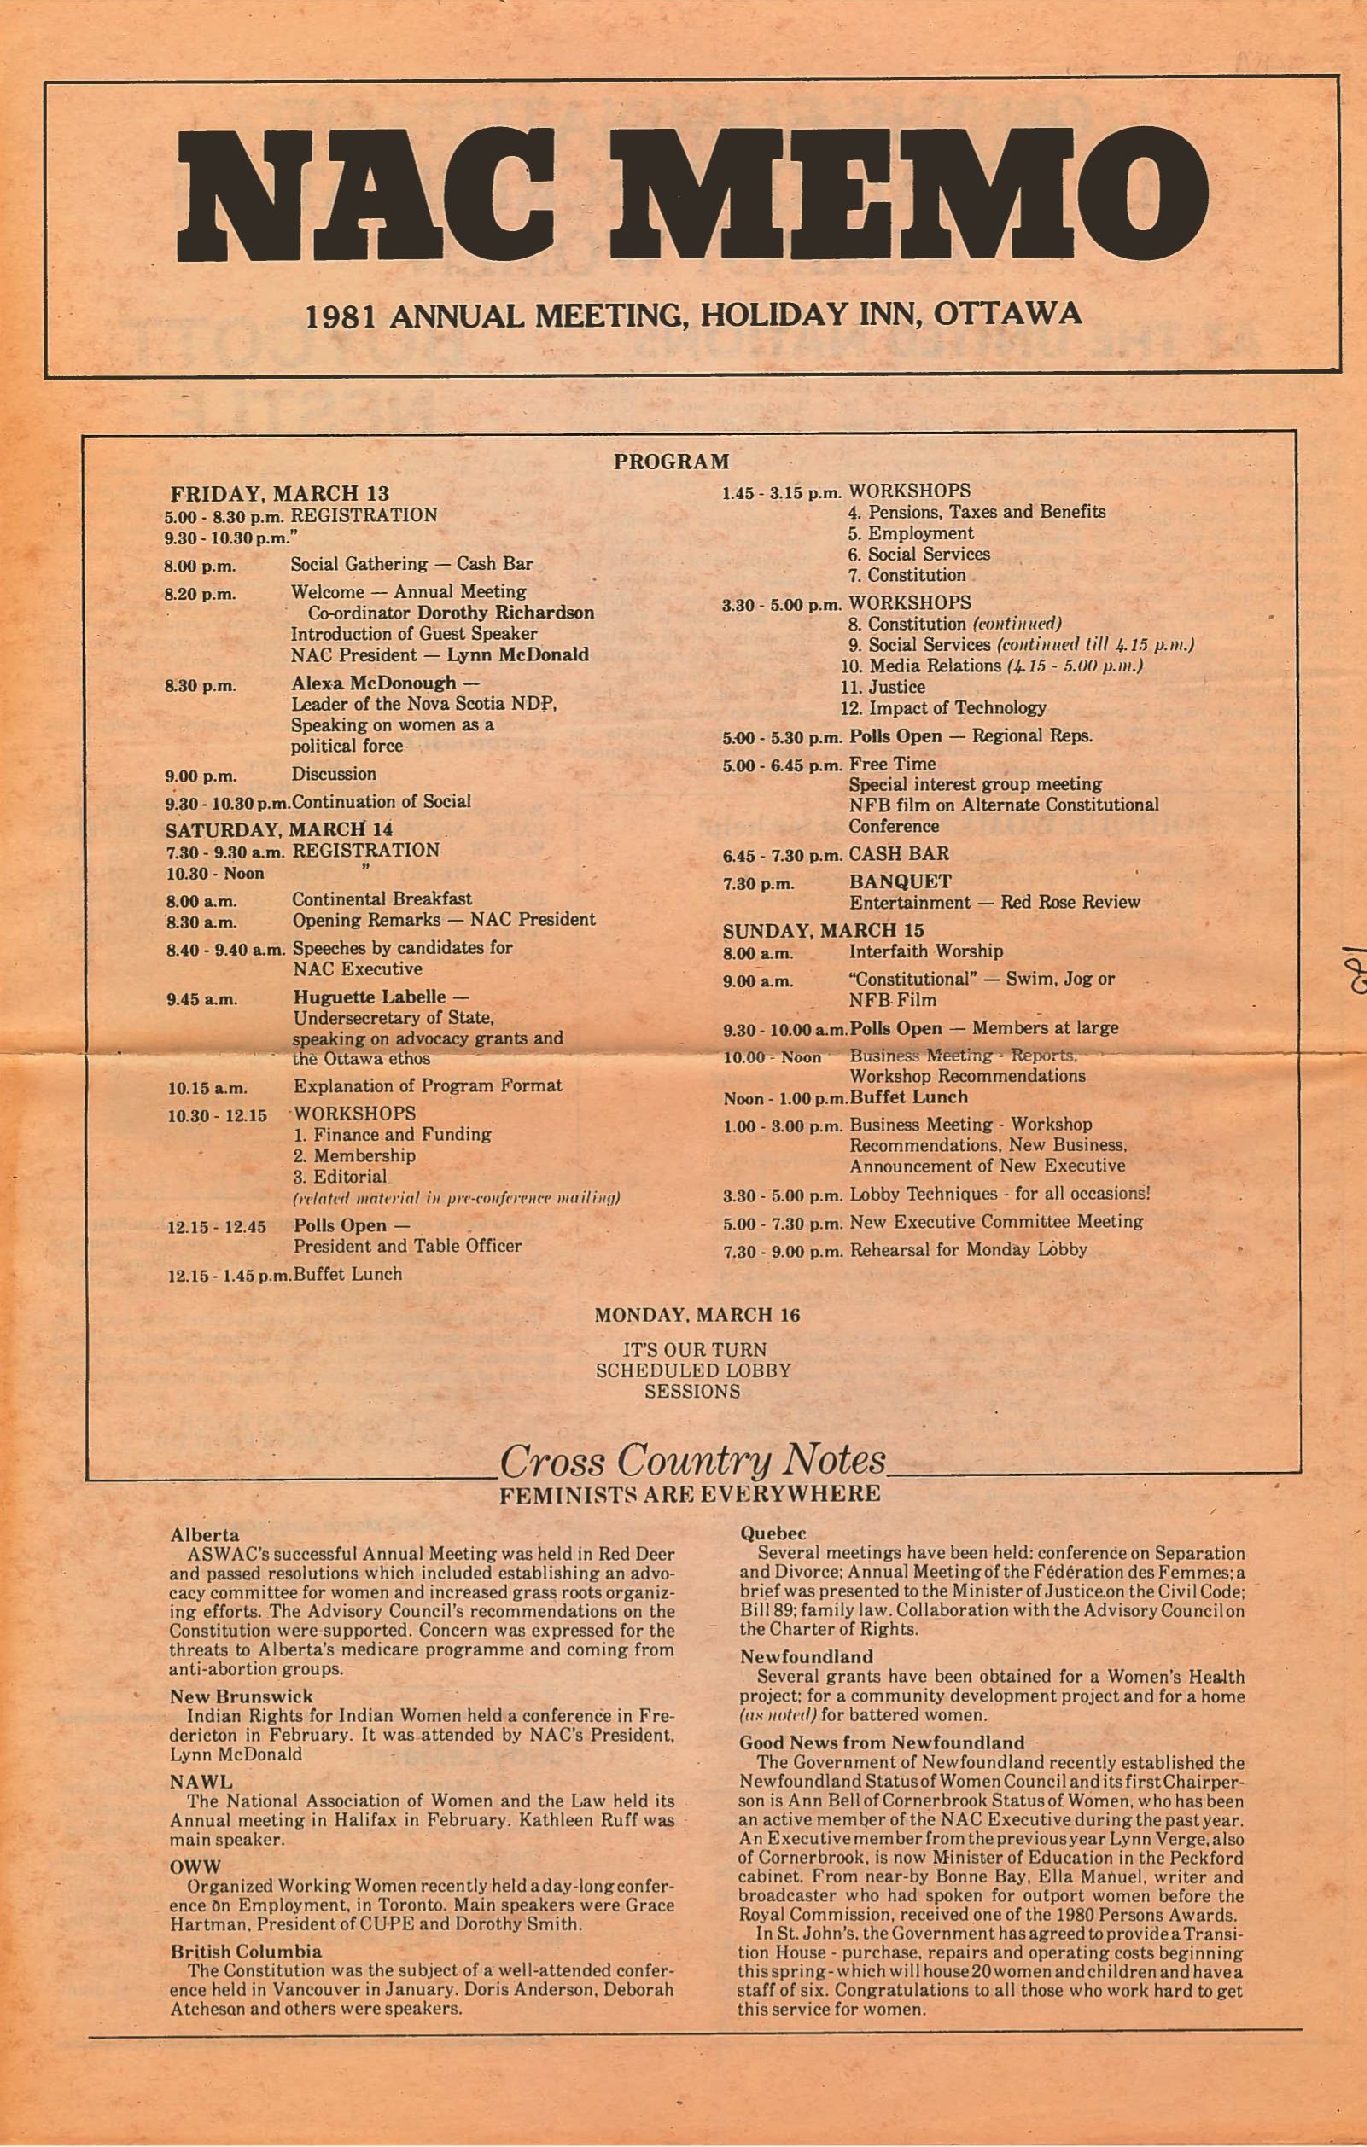 NAC MEMO
1981 ANNUAL MEETING, HOLIDAY INN, OTTAWA
PROGRAM
FRIDAY, MARCH 13
5.00 - 8.30 p.m. REGISTRATION
9.30 - 10.30 p.m."
8.00 p.m. Social Gathering — Cash Bar
8.20 p.m. Welcome — Annual Meeting
Co-ordinator Dorothy Richardson
Introduction of Guest Speaker
NAC President — Lynn McDonald
8.30 p.m. Alexa McDonough —
Leader of the Nova Scotia NDP,
Speaking on women as a
political force
9.00 p.m. Discussion
9.30 - 10.30 p.m. Continuation of Social
SATURDAY, MARCH 14
7.30 - 9.30 a.m. REGISTRATION
10.30 - Noon "
8.00 a.m. Continental Breakfast
8.30 a.m. Opening Remarks — NAC President
8.40 - 9.40 a.m. Speeches by candidates for
NAC Executive
9.45 a.m. Huguette Labelle —
Undersecretary of State,
speaking on advocacy grants and
the Ottawa ethos
10.15 a.m. Explanation of Program Format
10.30 - 12.15 WORKSHOPS
1. Finance and Funding
2. Membership
3. Editorial
(related material in pre-conference mailing)
12.15 - 12.45 Polls Open —
President and Table Officer
12.15 - 1.45 p.m. Buffet Lunch
1.45 - 3.15 p.m. WORKSHOPS
4. Pensions, Taxes and Benefits
5. Employment
6. Social Services
7. Constitution
3.30 - 5.00 p.m. WORKSHOPS
8. Constitution (continued)
9. Social Services (continued till 4.15 p.m.)
10. Media Relations (4.15 - 5.00 p.m.)
11. Justice
12. Impact of Technology
5.00 - 5.30 p.m. Polls Open — Regional Reps.
5.00 - 6.45 p.m. Free Time
Special interest group meeting
NFB film on Alternate Constitutional
Conference
6.45 - 7.30 p.m. CASH BAR
7.30 p.m. BANQUET
Entertainment — Red Rose Review
SUNDAY, MARCH 15
8.00 a.m. Interfaith Worship
9.00 a.m. "Constitutional" — Swim, Jog or
NFB Film
9.30 - 10.00 a.m. Polls Open — Members at large
10.00 - Noon Business Meeting - Reports,
Workshop Recommendations
Noon - 1.00 p.m. Buffet Lunch
1.00 - 3.00 p.m. Business Meeting - Workshop
Recommendations, New Business,
Announcement of New Executive
3.30 - 5.00 p.m. Lobby Techniques - for all occasions!
5.00 - 7.30 p.m. New Executive Committee Meeting
7.30 - 9.00 p.m. Rehearsal for Monday Lobby
MONDAY, MARCH 16
IT'S OUR TURN
SCHEDULED LOBBY
SESSIONS
Cross Country Notes
FEMINISTS ARE EVERYWHERE
Alberta
ASWAC's successful Annual Meeting was held in Red Deer
and passed resolutions which included establishing an advo-
cacy committee for women and increased grass roots organiz-
ing efforts. The Advisory Council's recommendations on the
Constitution were supported. Concern was expressed for the
threats to Alberta's medicare programme and coming from
anti-abortion groups.
New Brunswick
Indian Rights for Indian Women held a conference in Fre-
dericton in February. It was attended by NAC's President,
Lynn McDonald
NAWL
The National Association of Women and the Law held its
Annual meeting in Halifax in February. Kathleen Ruff was
main speaker.
OWW
Organized Working Women recently held a day-long confer-
ence on Employment, in Toronto. Main speakers were Grace
Hartman, President of CUPE and Dorothy Smith.
British Columbia
The Constitution was the subject of a well-attended confer-
ence held in Vancouver in January. Doris Anderson, Deborah
Atcheson and others were speakers.
Quebec
Several meetings have been held: conference on Separation
and Divorce; Annual Meeting of the Fédération des Femmes; a
brief was presented to the Minister of Justice.on the Civil Code;
Bill 89; family law. Collaboration with the Advisory Council on
the Charter of Rights.
Newfoundland
Several grants have been obtained for a Women's Health
project; for a community development project and for a home
(as noted) for battered women.
Good News from Newfoundland
The Government of Newfoundland recently established the
Newfoundland Status of Women Council and its first Chairper-
son is Ann Bell of Cornerbrook Status of Women, who has been
an active member of the NAC Executive during the past year.
An Executive member from the previous year Lynn Verge, also
of Cornerbrook, is now Minister of Education in the Peckford
cabinet. From near-by Bonne Bay, Ella Manuel, writer and
broadcaster who had spoken for outport women before the
Royal Commission, received one of the 1980 Persons Awards.
In St. John's, the Government has agreed to provide a Transi-
tion House - purchase, repairs and operating costs beginning
this spring - which will house 20 women and children and have a
staff of six. Congratulations to all those who work hard to get
this service for women.